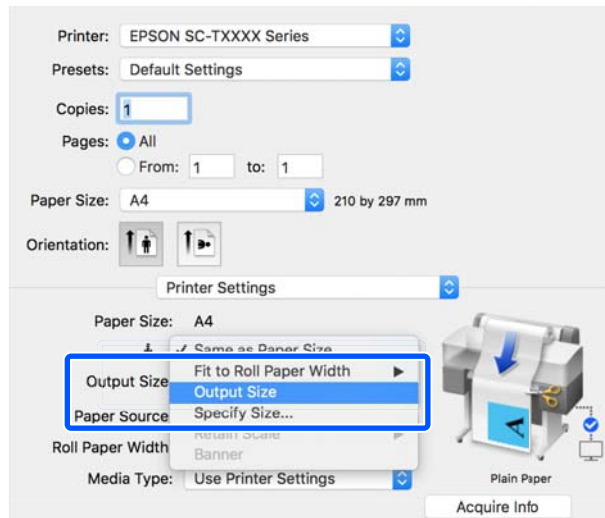 Printer: EPSON SC-TXXXX Series
Presets: Default Settings
Copies: 1
Pages: All
From: 1 to: 1
Paper Size: A4 210 by 297 mm
Orientation:
Printer Settings
Paper Size: A4
✓ Same as Paper Size
Output Size
Fit to Roll Paper Width
Output Size
Paper Source
Specify Size...
Roll Paper Width
Retain Scale
Banner
Media Type: Use Printer Settings
A
Plain Paper
Acquire Info